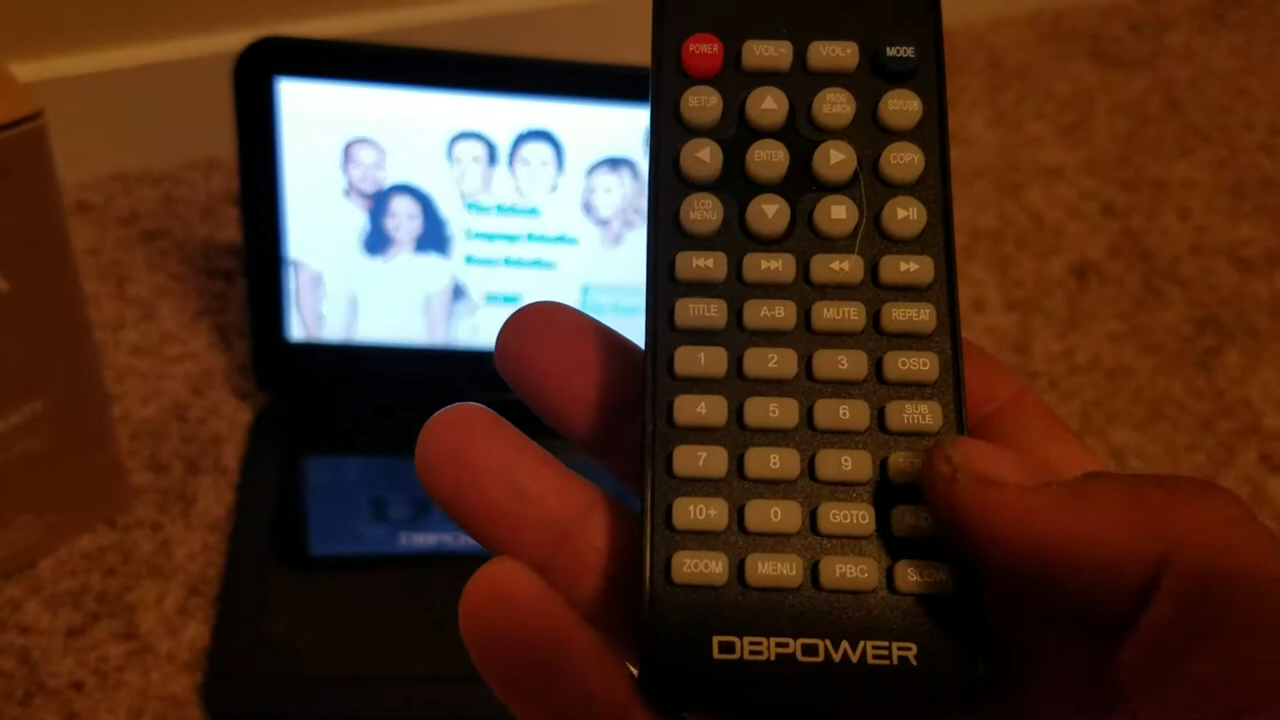 POWER VOL- VOL+ MODE
SETUP PROG SEARCH SD/USB
ENTER COPY
LCD MENU
TITLE A-B MUTE REPEAT
1 2 3 OSD
4 5 6 SUB TITLE
7 8 9
10+ 0 GOTO
ZOOM MENU PBC SLOW
DBPOWER